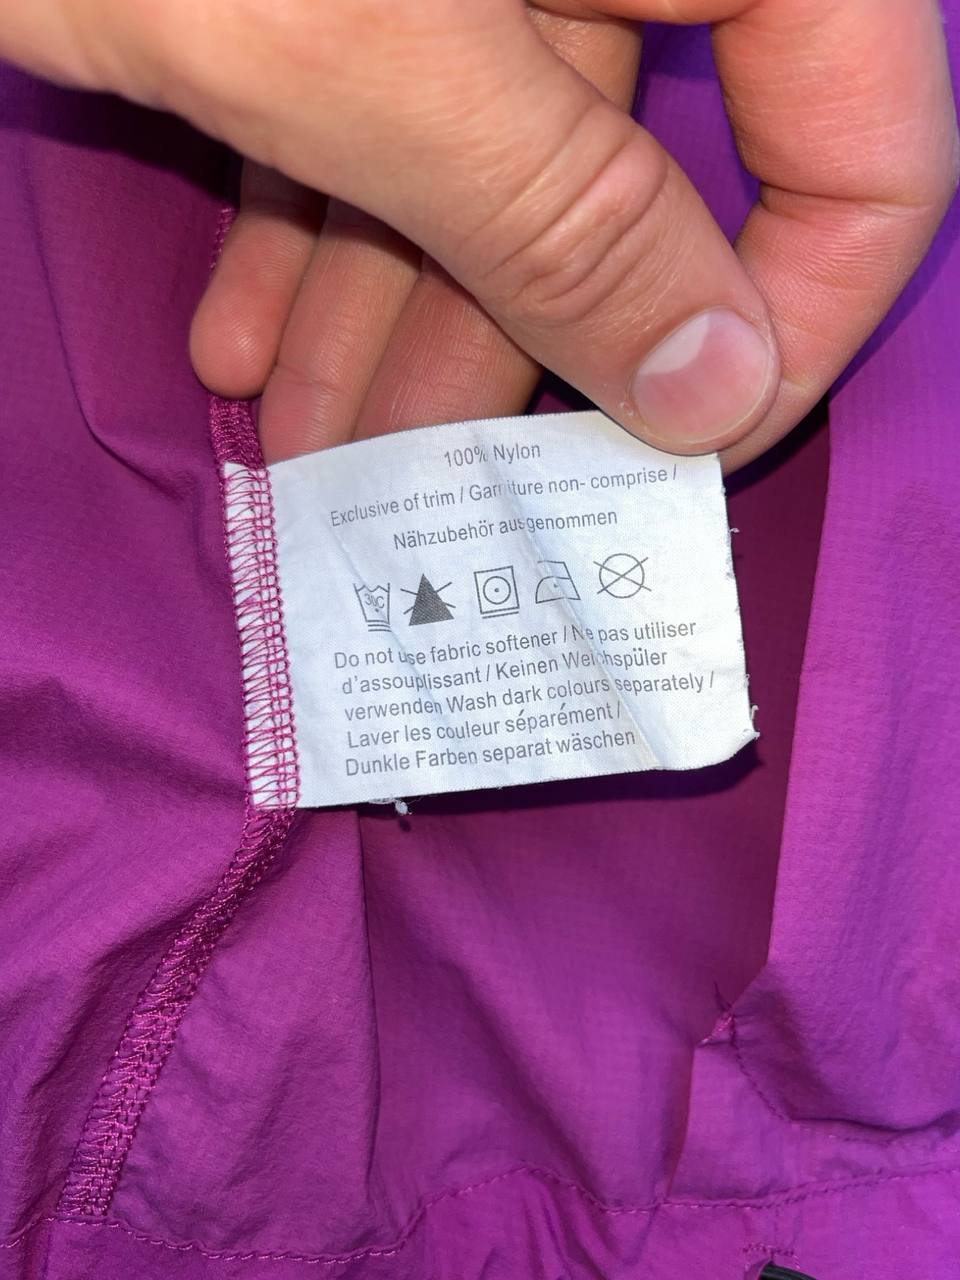 100% Nylon
Exclusive of trim / Garniture non- comprise /
Nähzubehör ausgenommen
30C
Do not use fabric softener / Ne pas utiliser
d'assouplissant / Keinen Weichspüler
verwenden Wash dark colours separately /
Laver les couleur séparément /
Dunkle Farben separat wäschen